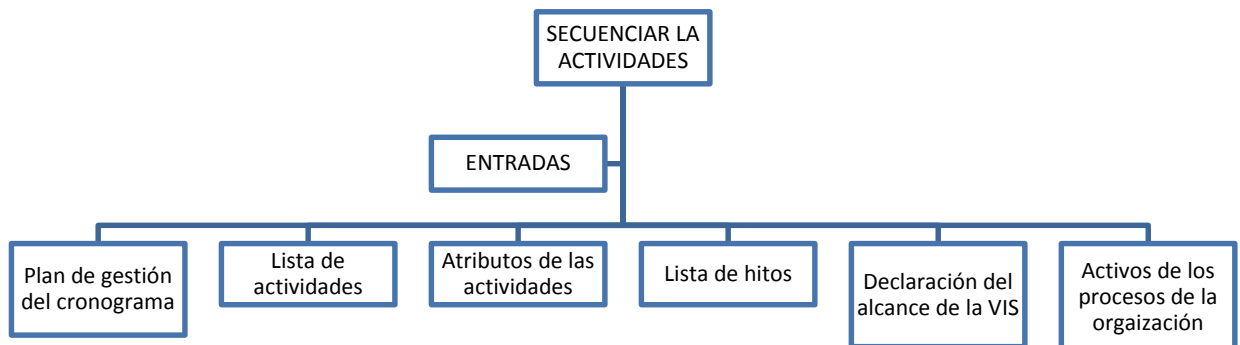 SECUENCIAR LA
ACTIVIDADES
ENTRADAS
Plan de gestión
del cronograma
Lista de
actividades
Atributos de las
actividades
Lista de hitos
Declaración del
alcance de la VIS
Activos de los
procesos de la
orgaización